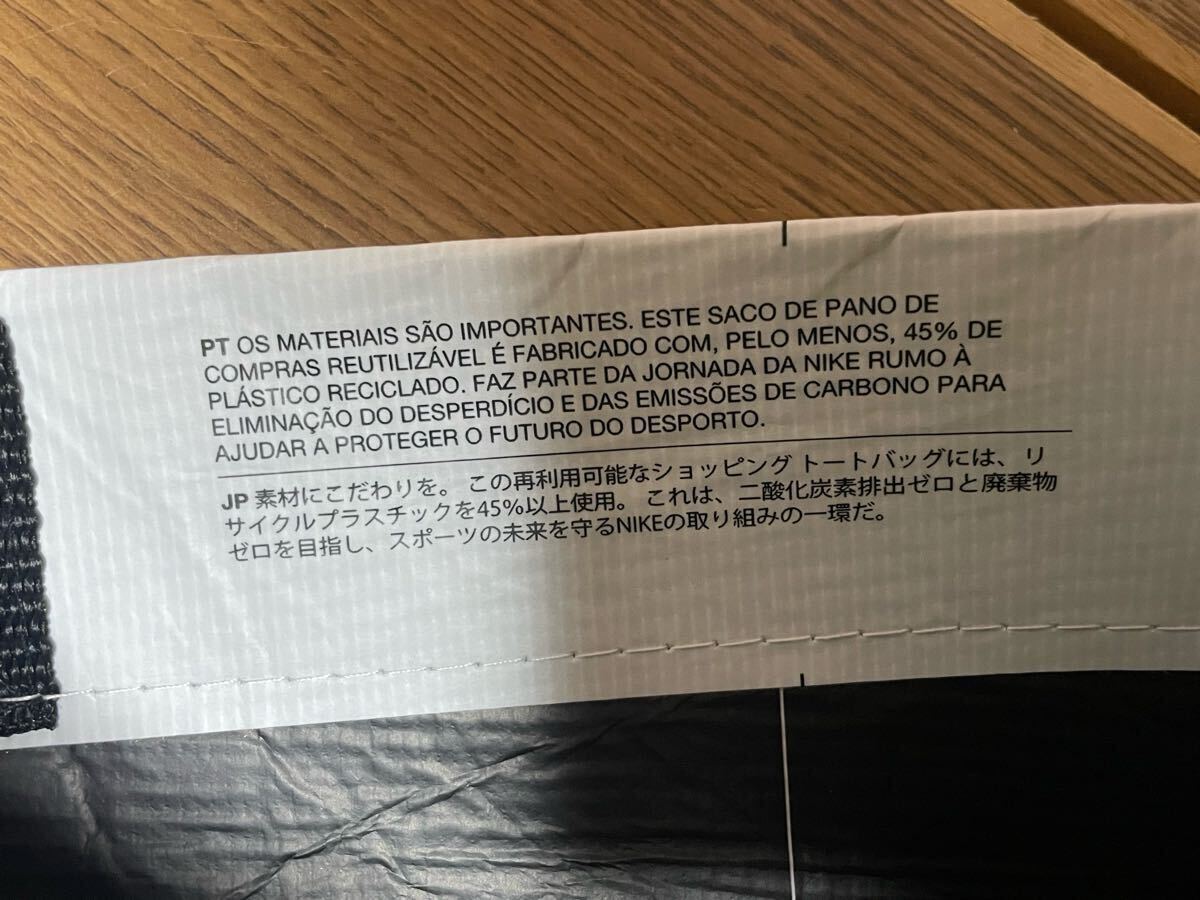 PT OS MATERIAIS SÃO IMPORTANTES. ESTE SACO DE PANO DE
COMPRAS REUTILIZÁVEL É FABRICADO COM, PELO MENOS, 45% DE
PLÁSTICO RECICLADO. FAZ PARTE DA JORNADA DA NIKE RUMO À
ELIMINAÇÃO DO DESPERDÍCIO E DAS EMISSÕES DE CARBONO PARA
AJUDAR A PROTEGER O FUTURO DO DESPORTO.
JP 素材にこだわりを。 この再利用可能なショッピング トートバッグには、リ
サイクルプラスチックを45%以上使用。 これは、二酸化炭素排出ゼロと廃棄物
ゼロを目指し、スポーツの未来を守るNIKEの取り組みの一環だ。